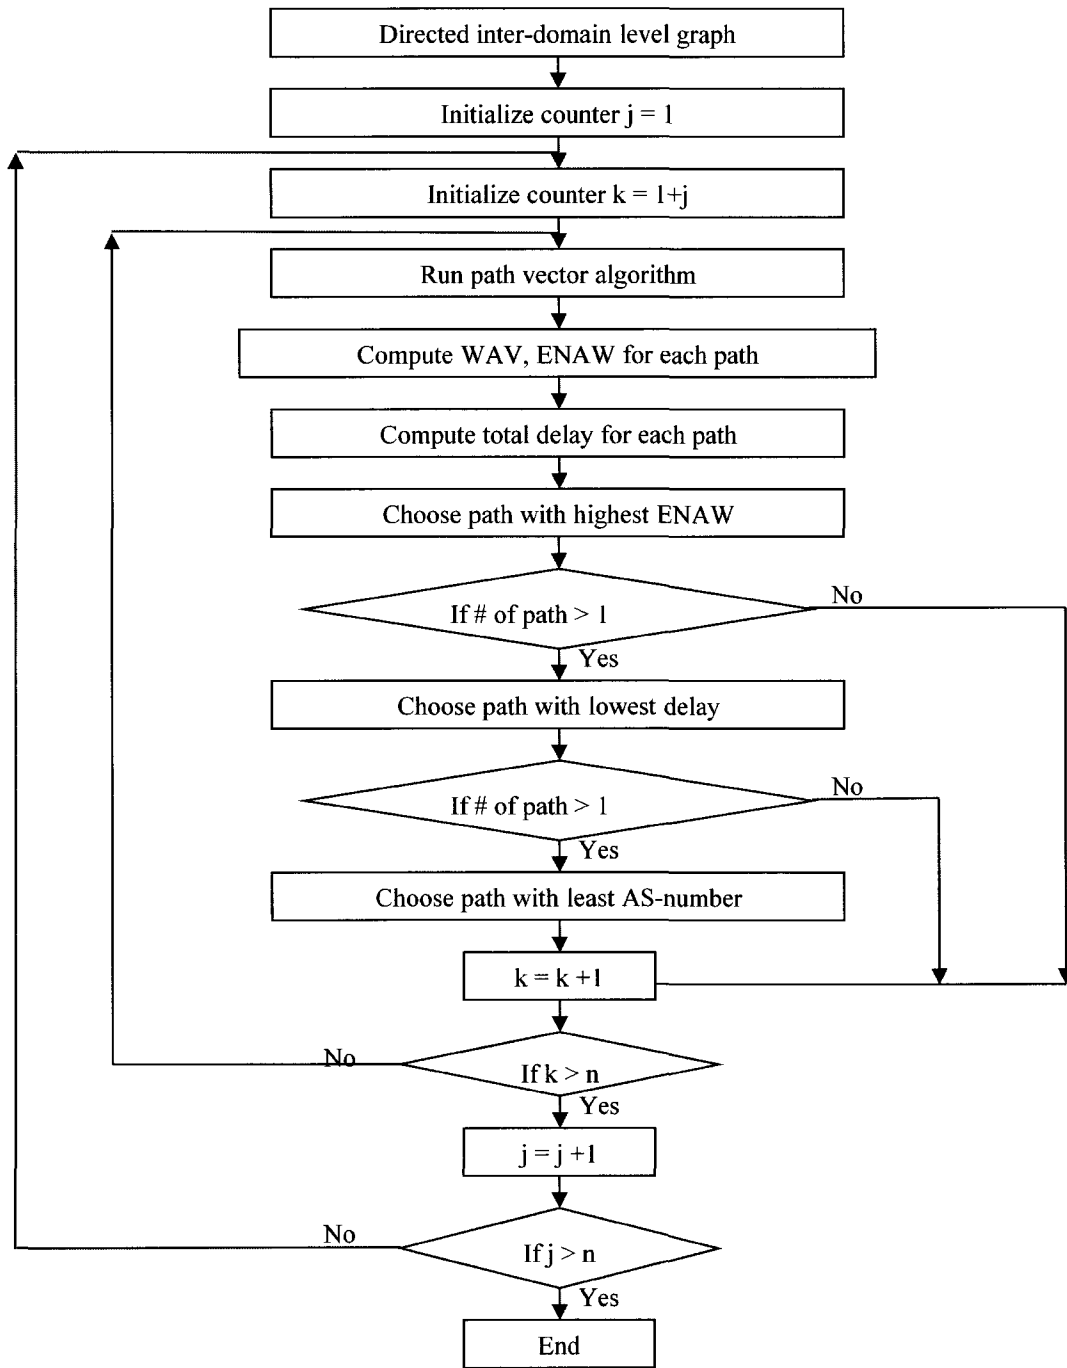 Directed inter-domain level graph
Initialize counter j = 1
Initialize counter k = 1+j
Run path vector algorithm
Compute WAV, ENAW for each path
Compute total delay for each path
Choose path with highest ENAW
If # of path > 1
No
Yes
Choose path with lowest delay
If # of path > 1
No
Yes
Choose path with least AS-number
k = k +1
No
If k > n
Yes
j = j +1
No
If j > n
Yes
End